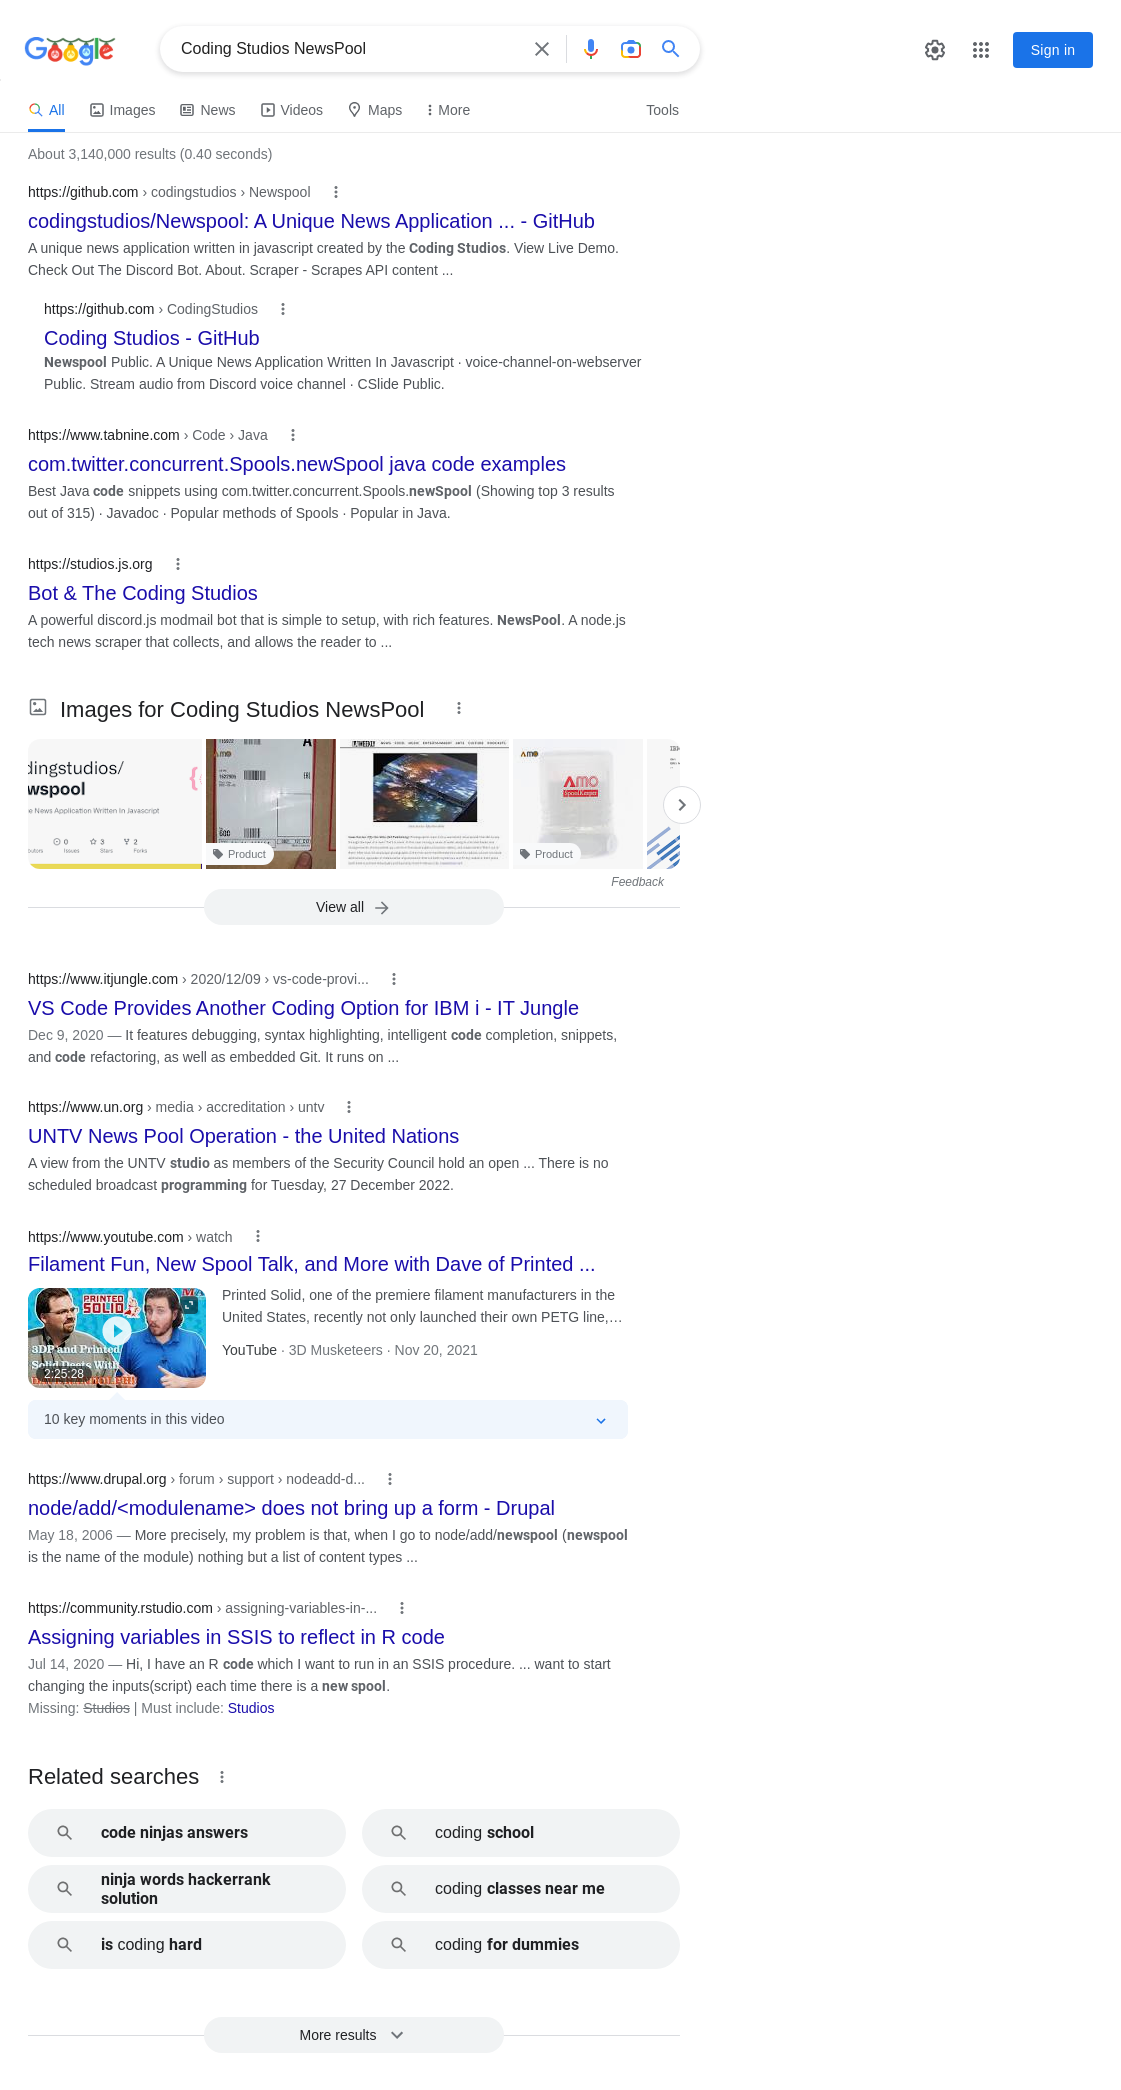 Google
Coding Studios NewsPool
Sign in
All
Images
News
Videos
Maps
More
Tools
About 3,140,000 results (0.40 seconds)
https://github.com › codingstudios › Newspool
codingstudios/Newspool: A Unique News Application ... - GitHub
A unique news application written in javascript created by the Coding Studios. View Live Demo.
Check Out The Discord Bot. About. Scraper - Scrapes API content ...
https://github.com › CodingStudios
Coding Studios - GitHub
Newspool Public. A Unique News Application Written In Javascript · voice-channel-on-webserver
Public. Stream audio from Discord voice channel · CSlide Public.
https://www.tabnine.com › Code › Java
com.twitter.concurrent.Spools.newSpool java code examples
Best Java code snippets using com.twitter.concurrent.Spools.newSpool (Showing top 3 results
out of 315) · Javadoc · Popular methods of Spools · Popular in Java.
https://studios.js.org
Bot & The Coding Studios
A powerful discord.js modmail bot that is simple to setup, with rich features. NewsPool. A node.js
tech news scraper that collects, and allows the reader to ...
Images for Coding Studios NewsPool
dingstudios/
wspool
e News Application Written In Javascript
0
3
2
Issues
Stars
Forks
AMO
1622906
600
Product
AMO
AMO
SpoolKeeper
Product
Feedback
View all
https://www.itjungle.com › 2020/12/09 › vs-code-provi...
VS Code Provides Another Coding Option for IBM i - IT Jungle
Dec 9, 2020 — It features debugging, syntax highlighting, intelligent code completion, snippets,
and code refactoring, as well as embedded Git. It runs on ...
https://www.un.org › media › accreditation › untv
UNTV News Pool Operation - the United Nations
A view from the UNTV studio as members of the Security Council hold an open ... There is no
scheduled broadcast programming for Tuesday, 27 December 2022.
https://www.youtube.com › watch
Filament Fun, New Spool Talk, and More with Dave of Printed ...
PRINTED
SOLID
3DP and Printed
Solid Deets With
2:25:28
Printed Solid, one of the premiere filament manufacturers in the
United States, recently not only launched their own PETG line,…
YouTube · 3D Musketeers · Nov 20, 2021
10 key moments in this video
https://www.drupal.org › forum › support › nodeadd-d...
node/add/<modulename> does not bring up a form - Drupal
May 18, 2006 — More precisely, my problem is that, when I go to node/add/newspool (newspool
is the name of the module) nothing but a list of content types ...
https://community.rstudio.com › assigning-variables-in-...
Assigning variables in SSIS to reflect in R code
Jul 14, 2020 — Hi, I have an R code which I want to run in an SSIS procedure. ... want to start
changing the inputs(script) each time there is a new spool.
Missing: Studios | Must include: Studios
Related searches
code ninjas answers
coding school
ninja words hackerrank
solution
coding classes near me
is coding hard
coding for dummies
More results